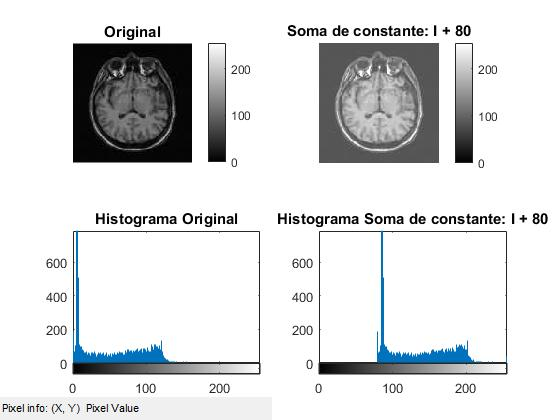 Original
Soma de constante: I + 80
200
100
0
200
100
0
Histograma Original
Histograma Soma de constante: I + 80
600
400
200
0
0 100 200
600
400
200
0
0 100 200
Pixel info: (X, Y) Pixel Value